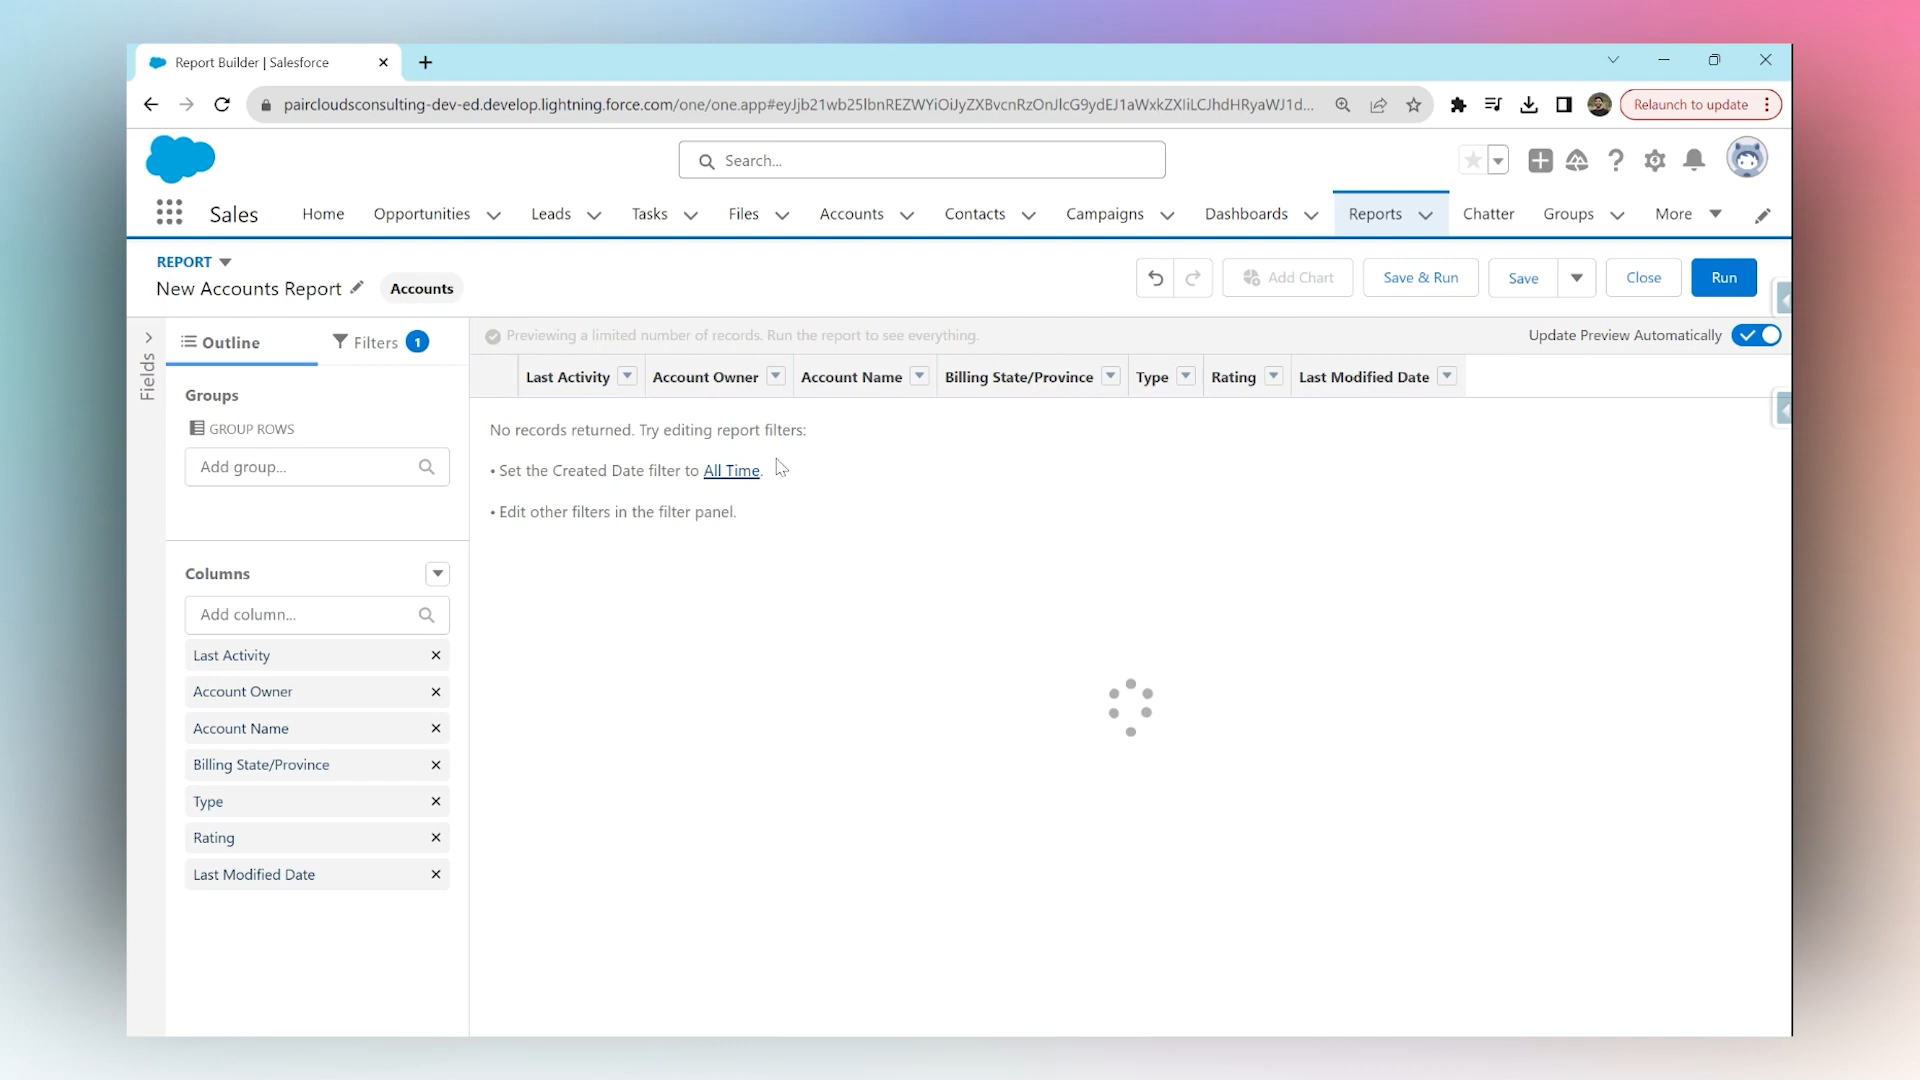 Report Builder | Salesforce
paircloudsconsulting-dev-ed.develop.lightning.force.com/one/one.app#eyJjb21wb25lbnREZWYiOiJyZXBvcnRzOnJlcG9ydEJ1aWxkZXIiLCJhdHRyaWJ1d...
Relaunch to update
Search...
Sales
Home
Opportunities
Leads
Tasks
Files
Accounts
Contacts
Campaigns
Dashboards
Reports
Chatter
Groups
More
REPORT
New Accounts Report
Accounts
Add Chart
Save & Run
Save
Close
Run
Fields
Outline
Filters 1
Previewing a limited number of records. Run the report to see everything.
Update Preview Automatically
Groups
GROUP ROWS
Add group...
Columns
Add column...
Last Activity
Account Owner
Account Name
Billing State/Province
Type
Rating
Last Modified Date
Last Activity
Account Owner
Account Name
Billing State/Province
Type
Rating
Last Modified Date
No records returned. Try editing report filters:
• Set the Created Date filter to All Time.
• Edit other filters in the filter panel.